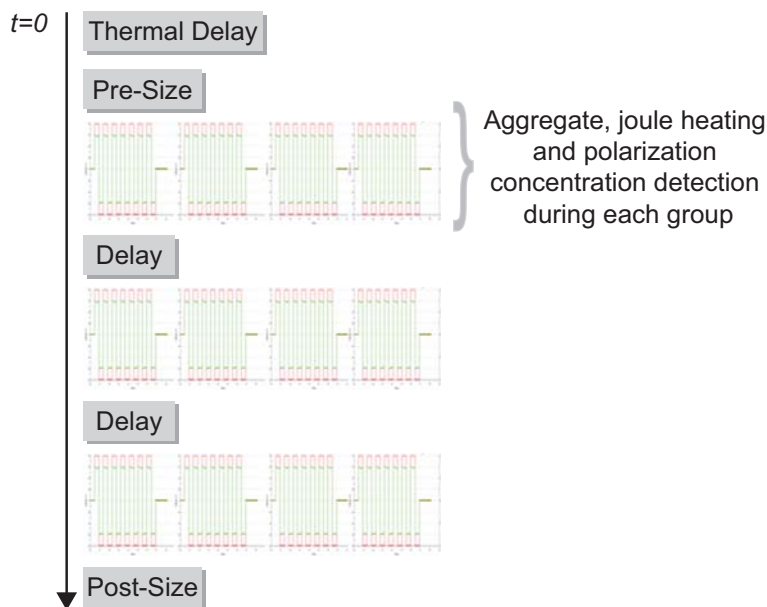 t=0
Thermal Delay
Pre-Size
Aggregate, joule heating
and polarization
concentration detection
during each group
Delay
Delay
Post-Size